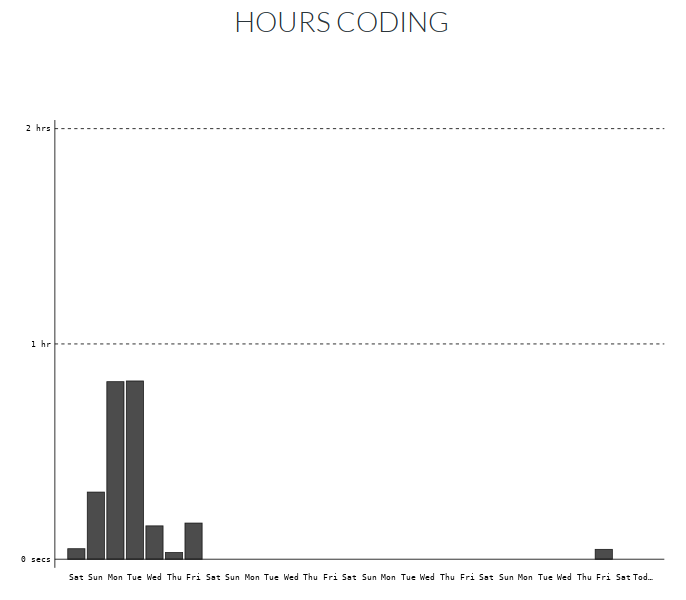 HOURS CODING
2 hrs
1 hr
0 secs
Sat Sun Mon Tue Wed Thu Fri Sat Sun Mon Tue Wed Thu Fri Sat Sun Mon Tue Wed Thu Fri Sat Sun Mon Tue Wed Thu Fri Sat Tod…